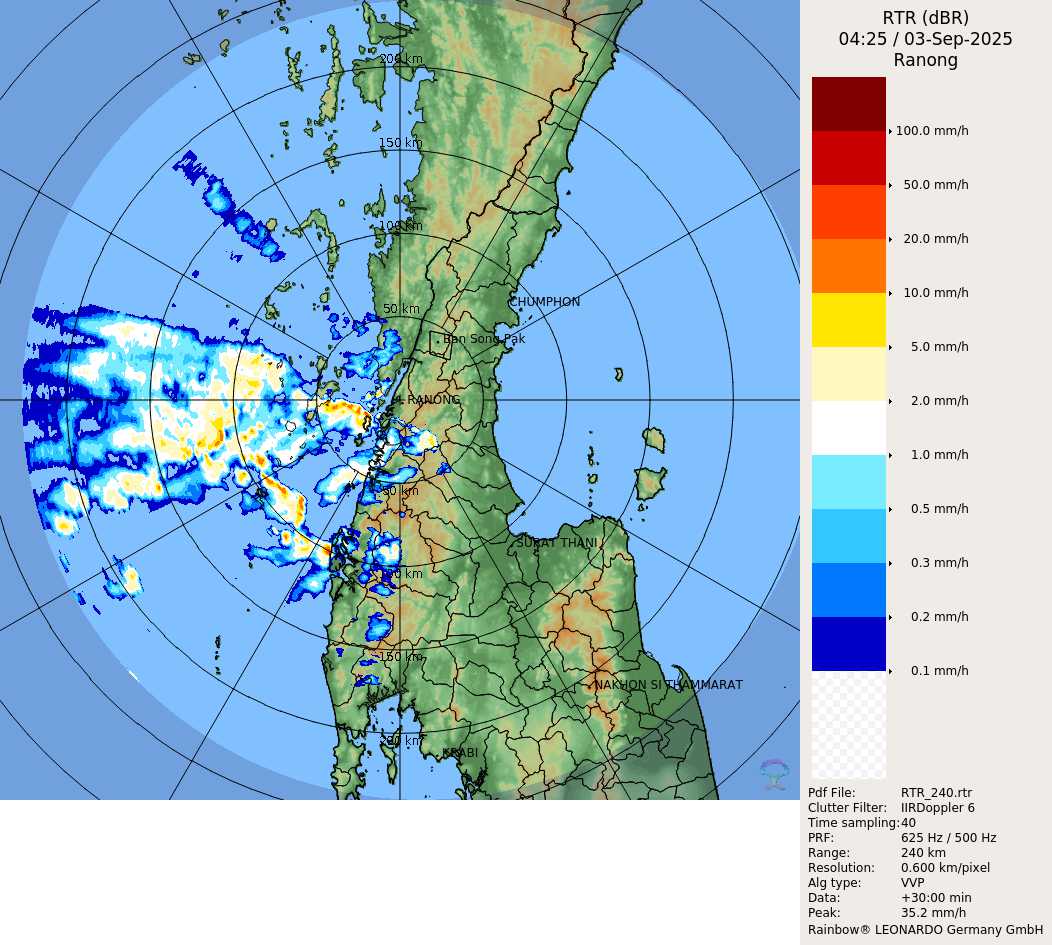 RTR (dBR)
04:25 / 03-Sep-2025
Ranong
200 km
150 km
100 km
50 km
CHUMPHON
Ban Song Pak
RANONG
50 km
SURAT THANI
100 km
150 km
NAKHON SI THAMMARAT
200 km
KRABI
100.0 mm/h
50.0 mm/h
20.0 mm/h
10.0 mm/h
5.0 mm/h
2.0 mm/h
1.0 mm/h
0.5 mm/h
0.3 mm/h
0.2 mm/h
0.1 mm/h
Pdf File: RTR_240.rtr
Clutter Filter: IIRDoppler 6
Time sampling:40
PRF: 625 Hz / 500 Hz
Range: 240 km
Resolution: 0.600 km/pixel
Alg type: VVP
Data: +30:00 min
Peak: 35.2 mm/h
Rainbow® LEONARDO Germany GmbH